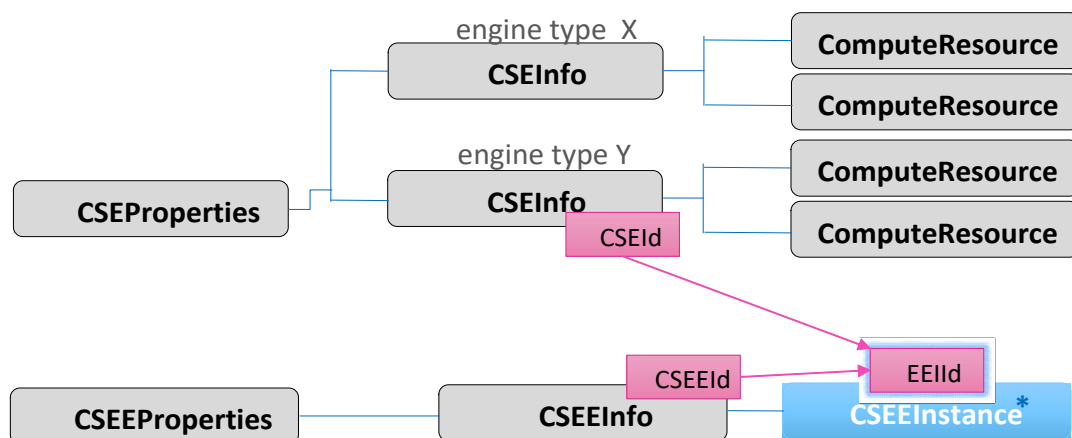 engine type X
CSEInfo
ComputeResource
ComputeResource
engine type Y
CSEInfo
ComputeResource
ComputeResource
CSEProperties
CSEId
EEIId
CSEEId
CSEEProperties
CSEEInfo
CSEEInstance*